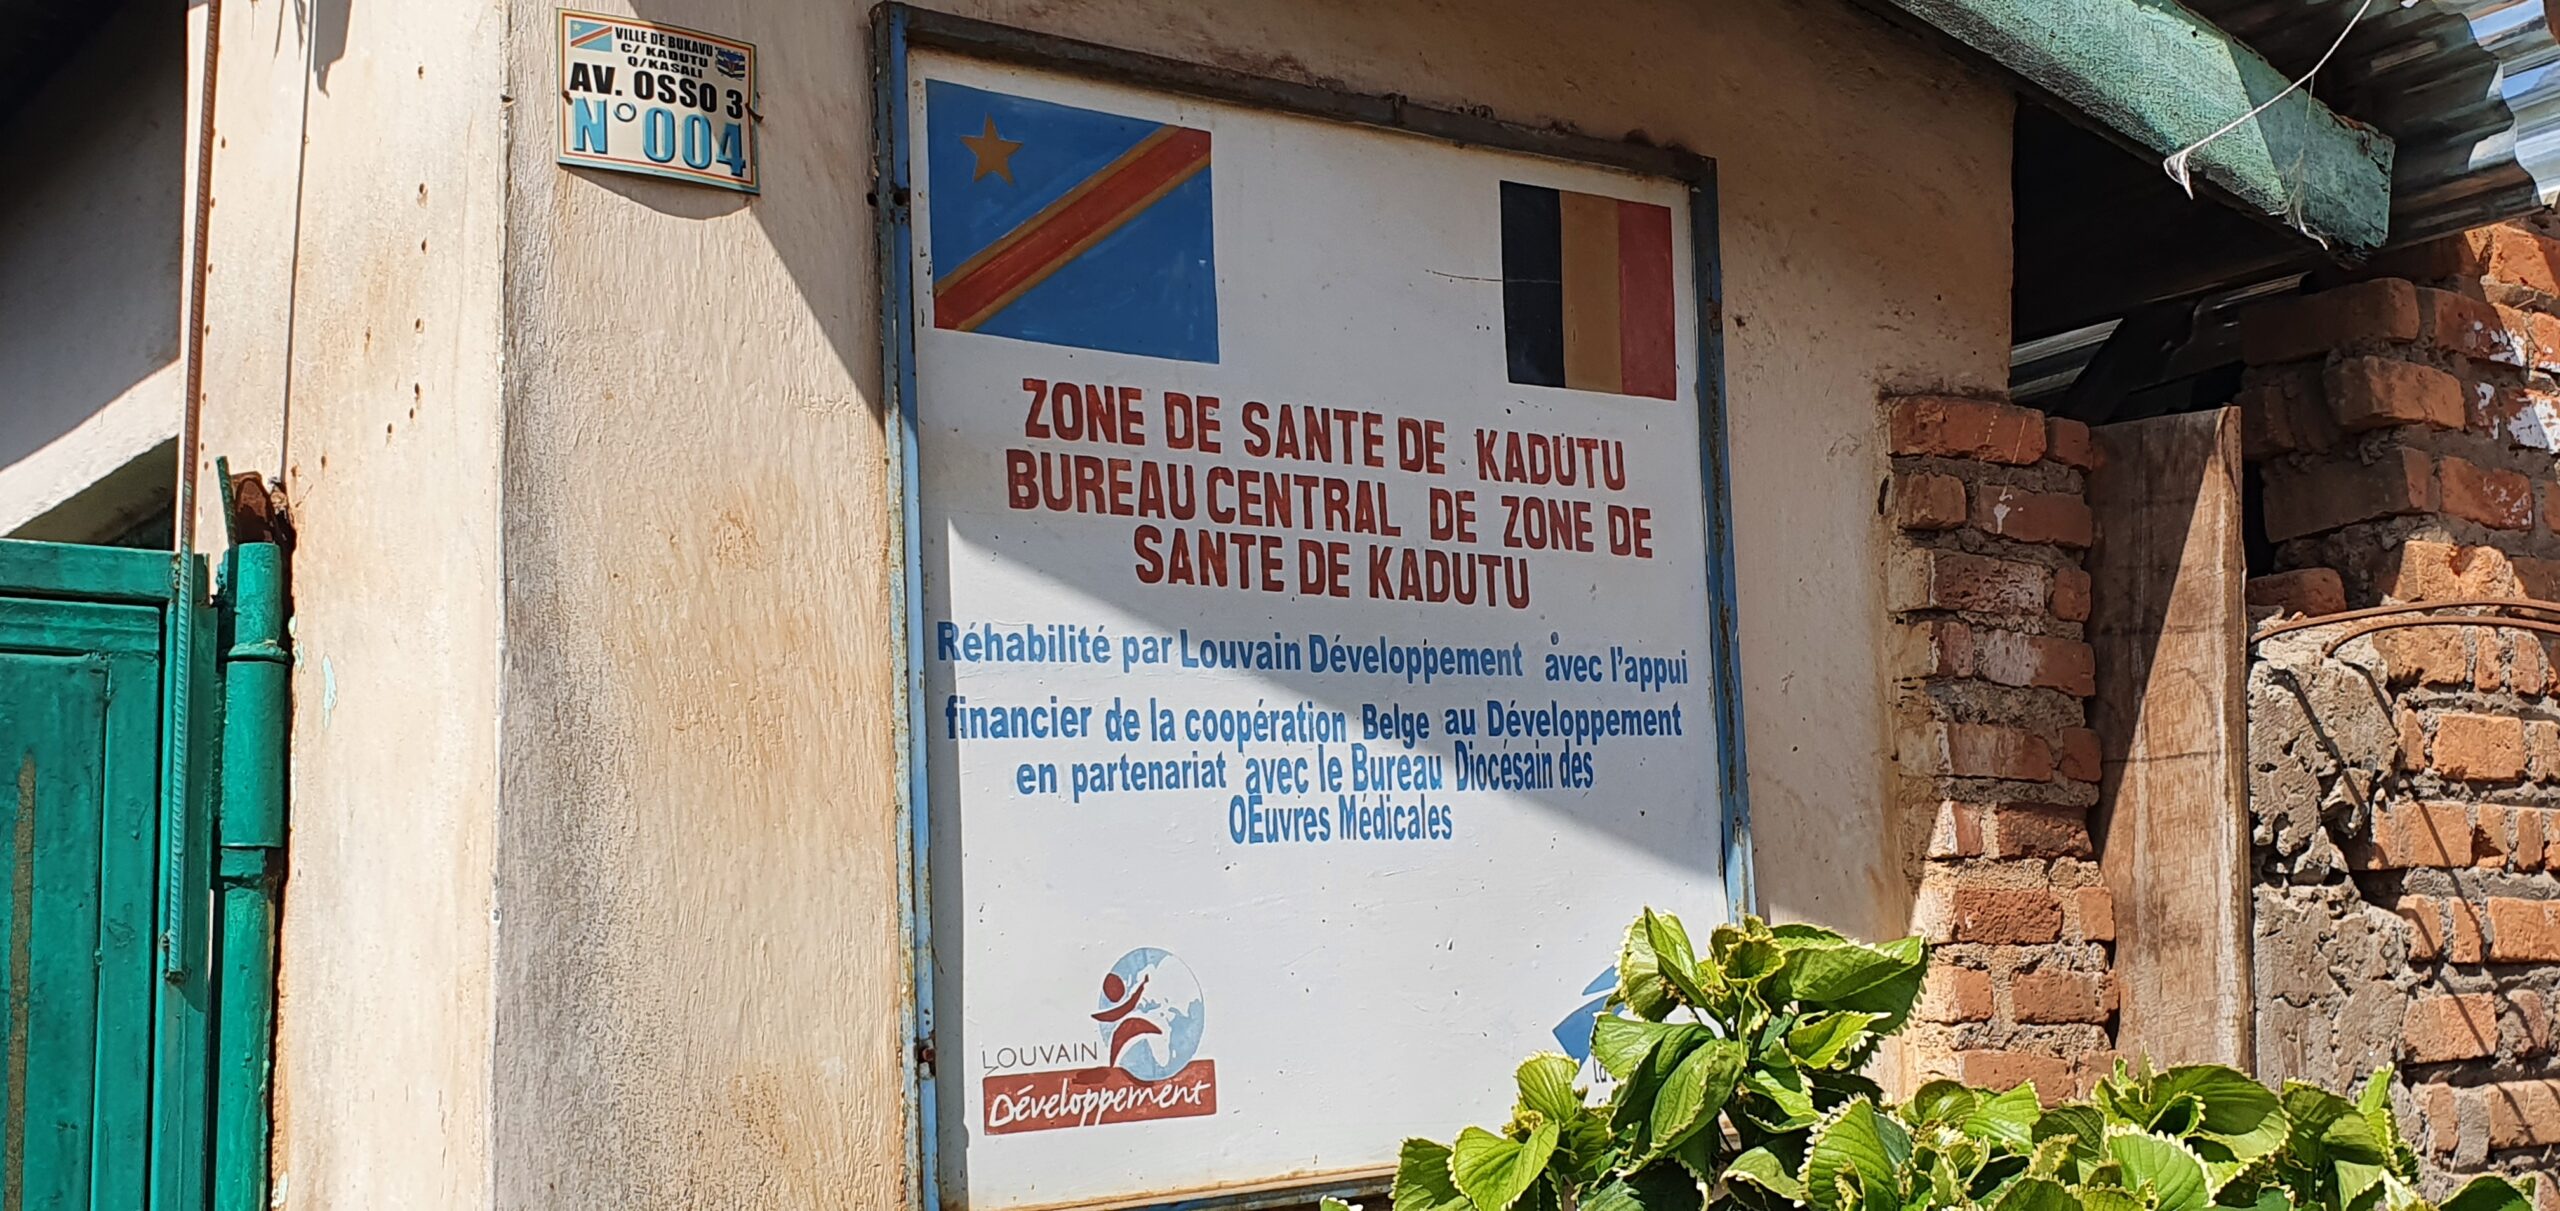 VILLE DE BUKAVU
C/ KADUTU
Q/KASALI
AV. OSSO 3
N°004
ZONE DE SANTE DE KADUTU
BUREAU CENTRAL DE ZONE DE
SANTE DE KADUTU
Réhabilité par Louvain Développement avec l'appui
financier de la coopération Belge au Développement
en partenariat avec le Bureau Diocésain des
OEuvres Médicales
LOUVAIN
Développement